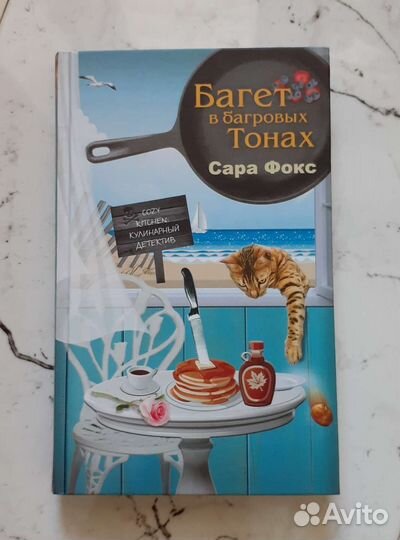 Багет
в багровых
Тонах
Сара Фокс
COZY
KITCHEN:
КУЛИНАРНЫЙ
ДЕТЕКТИВ
Avito